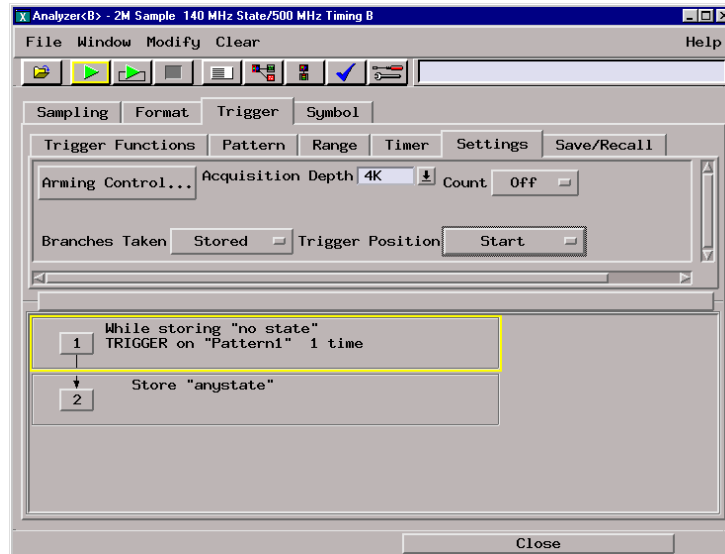 Analyzer<B> - 2M Sample 140 MHz State/500 MHz Timing B
File Window Modify Clear Help
Sampling Format Trigger Symbol
Trigger Functions Pattern Range Timer Settings Save/Recall
Arming Control... Acquisition Depth 4K Count Off
Branches Taken Stored Trigger Position Start
While storing "no state"
1 TRIGGER on "Pattern1" 1 time
Store "anystate"
2
Close